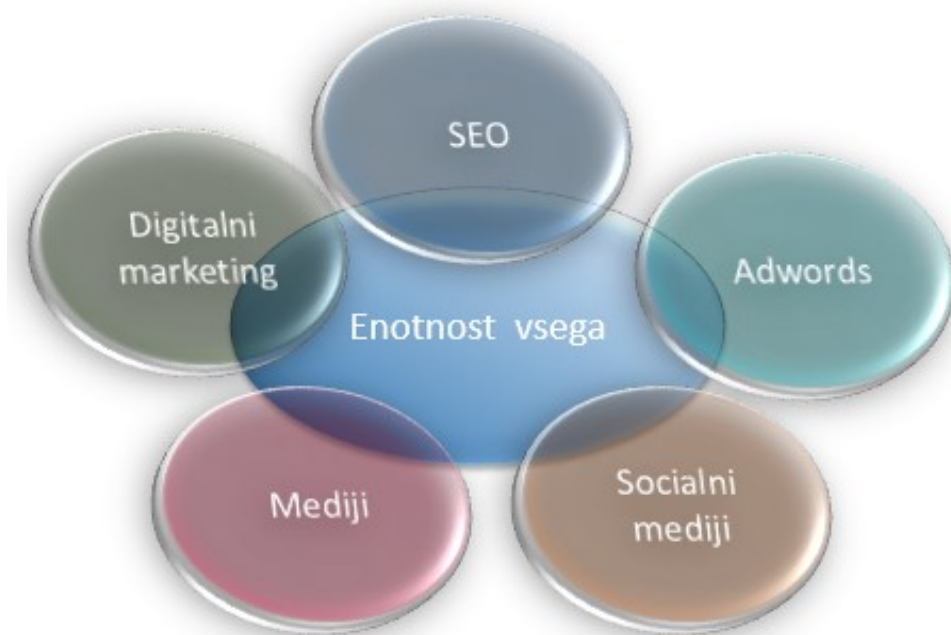 SEO
Digitalni
marketing
Adwords
Enotnost vsega
Mediji
Socialni
mediji